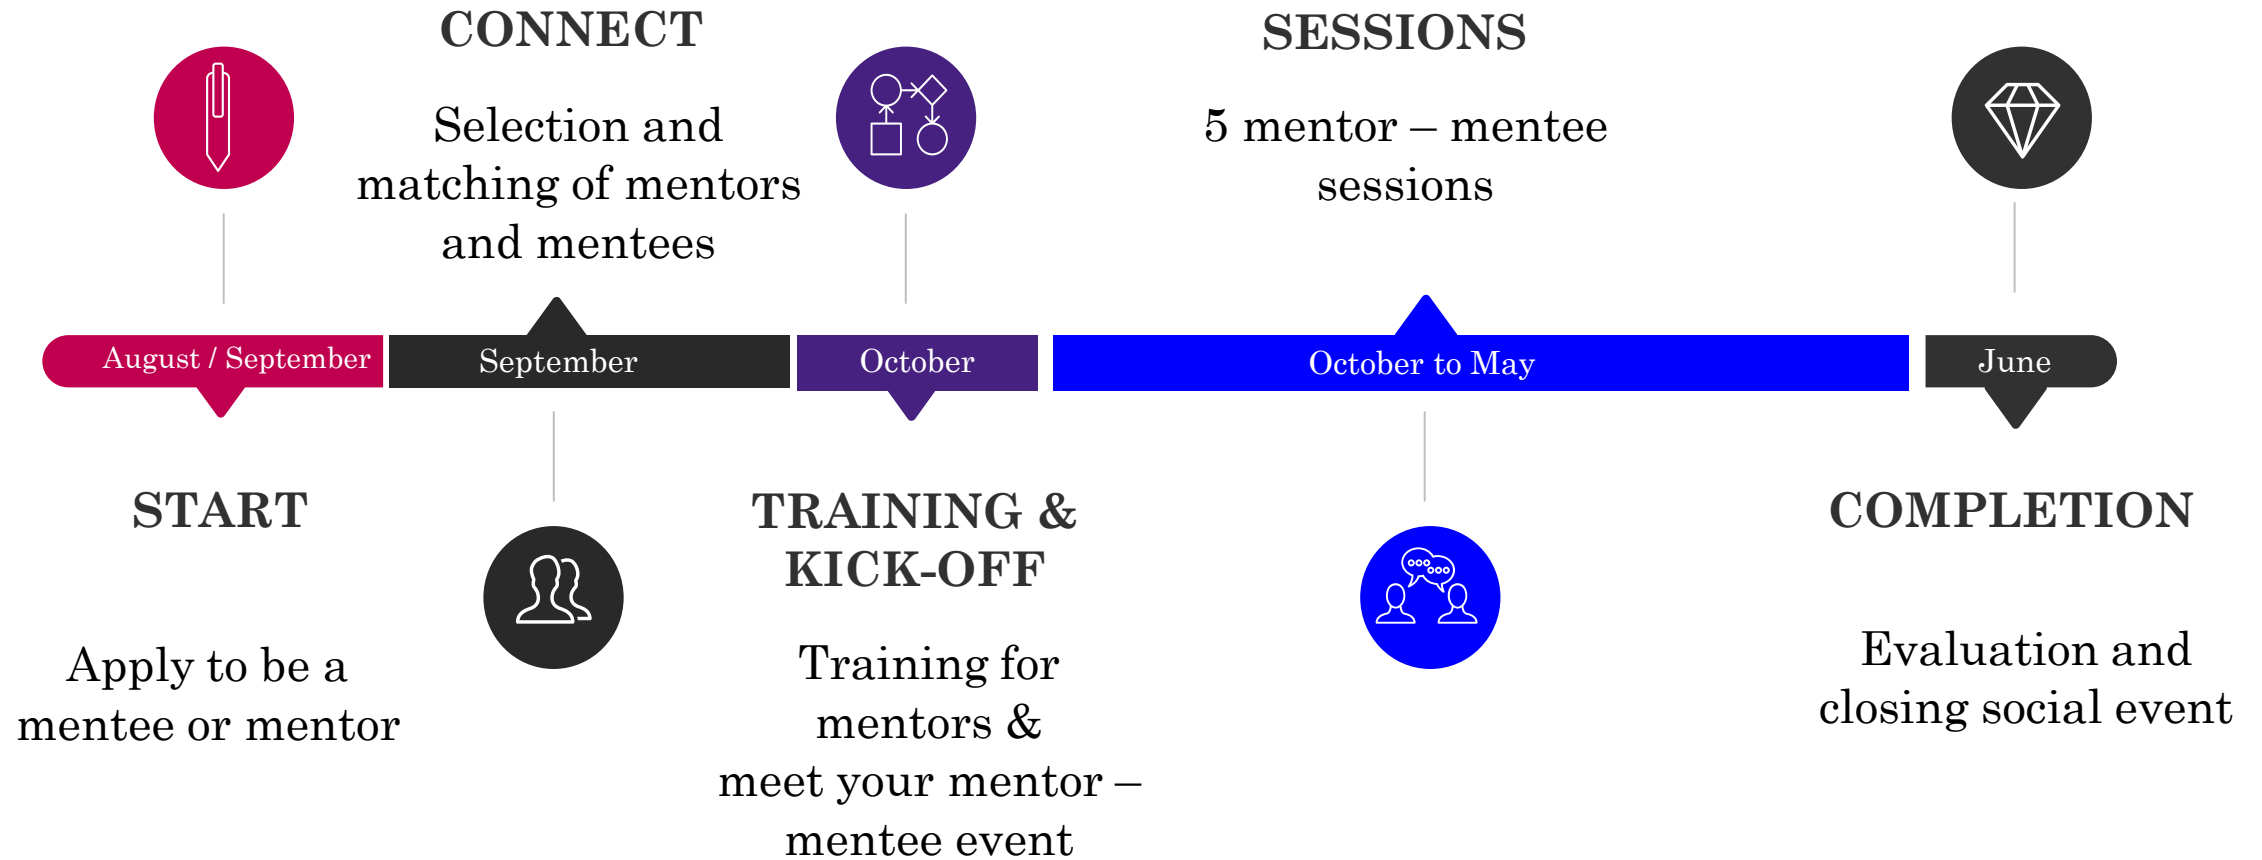 CONNECT
Selection and
matching of mentors
and mentees
SESSIONS
5 mentor – mentee
sessions
August / September
September
October
October to May
June
START
Apply to be a
mentee or mentor
TRAINING &
KICK-OFF
Training for
mentors &
meet your mentor –
mentee event
COMPLETION
Evaluation and
closing social event